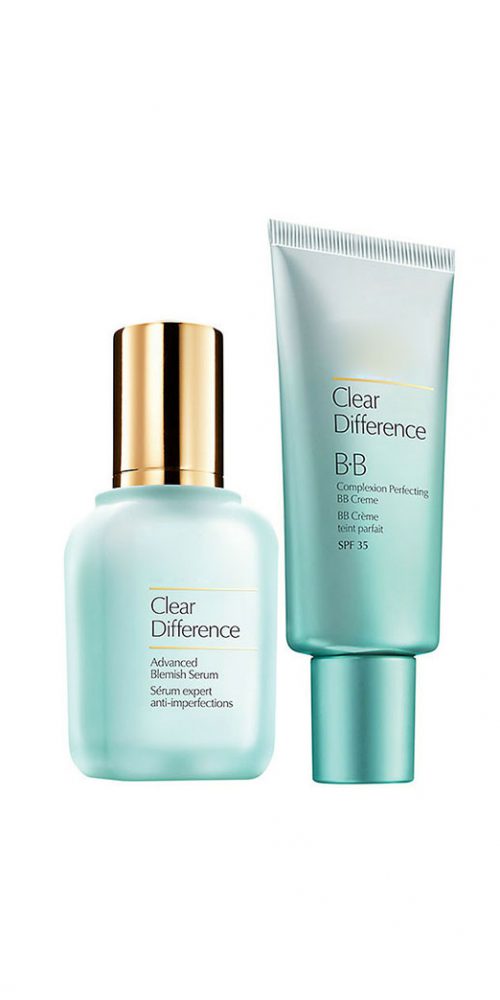 Clear
Difference
Advanced
Blemish Serum
Sérum expert
anti-imperfections
Clear
Difference
B·B
Complexion Perfecting
BB Creme
BB Crème
teint parfait
SPF 35